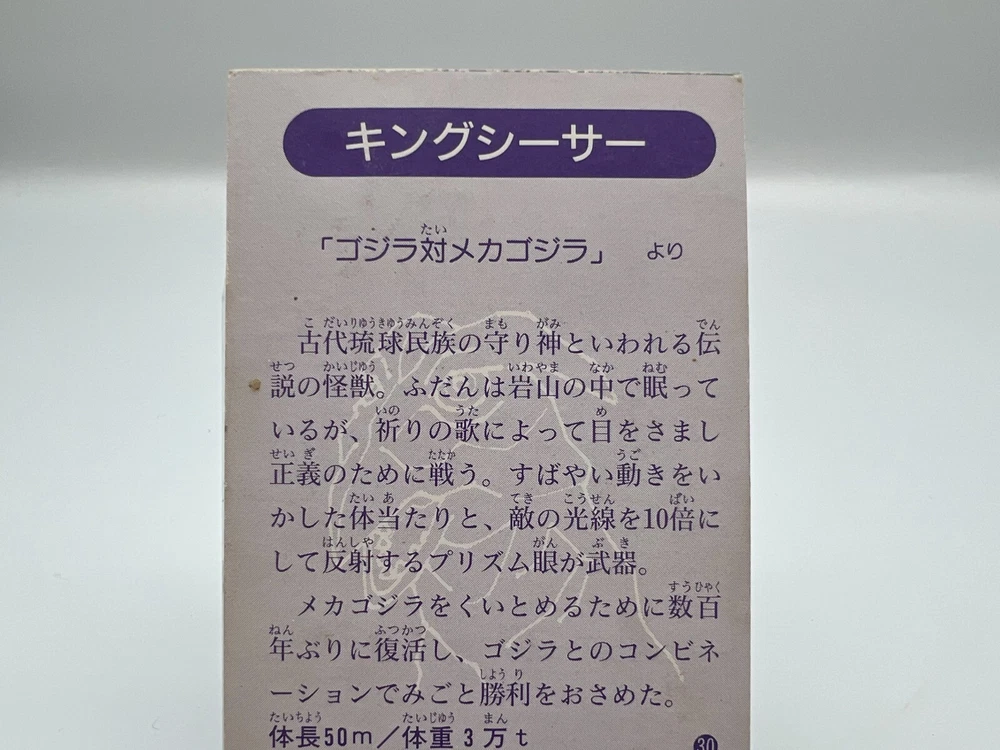 キングシーサー
「ゴジラ対メカゴジラ」 より
古代琉球民族の守り神といわれる伝
説の怪獣。ふだんは岩山の中で眠って
いるが、祈りの歌によって目をさまし
正義のために戦う。すばやい動きをい
かした体当たりと、敵の光線を10倍に
して反射するプリズム眼が武器。
メカゴジラをくいとめるために数百
年ぶりに復活し、ゴジラとのコンビネ
ーションでみごと勝利をおさめた。
体長50m／体重3万t
30